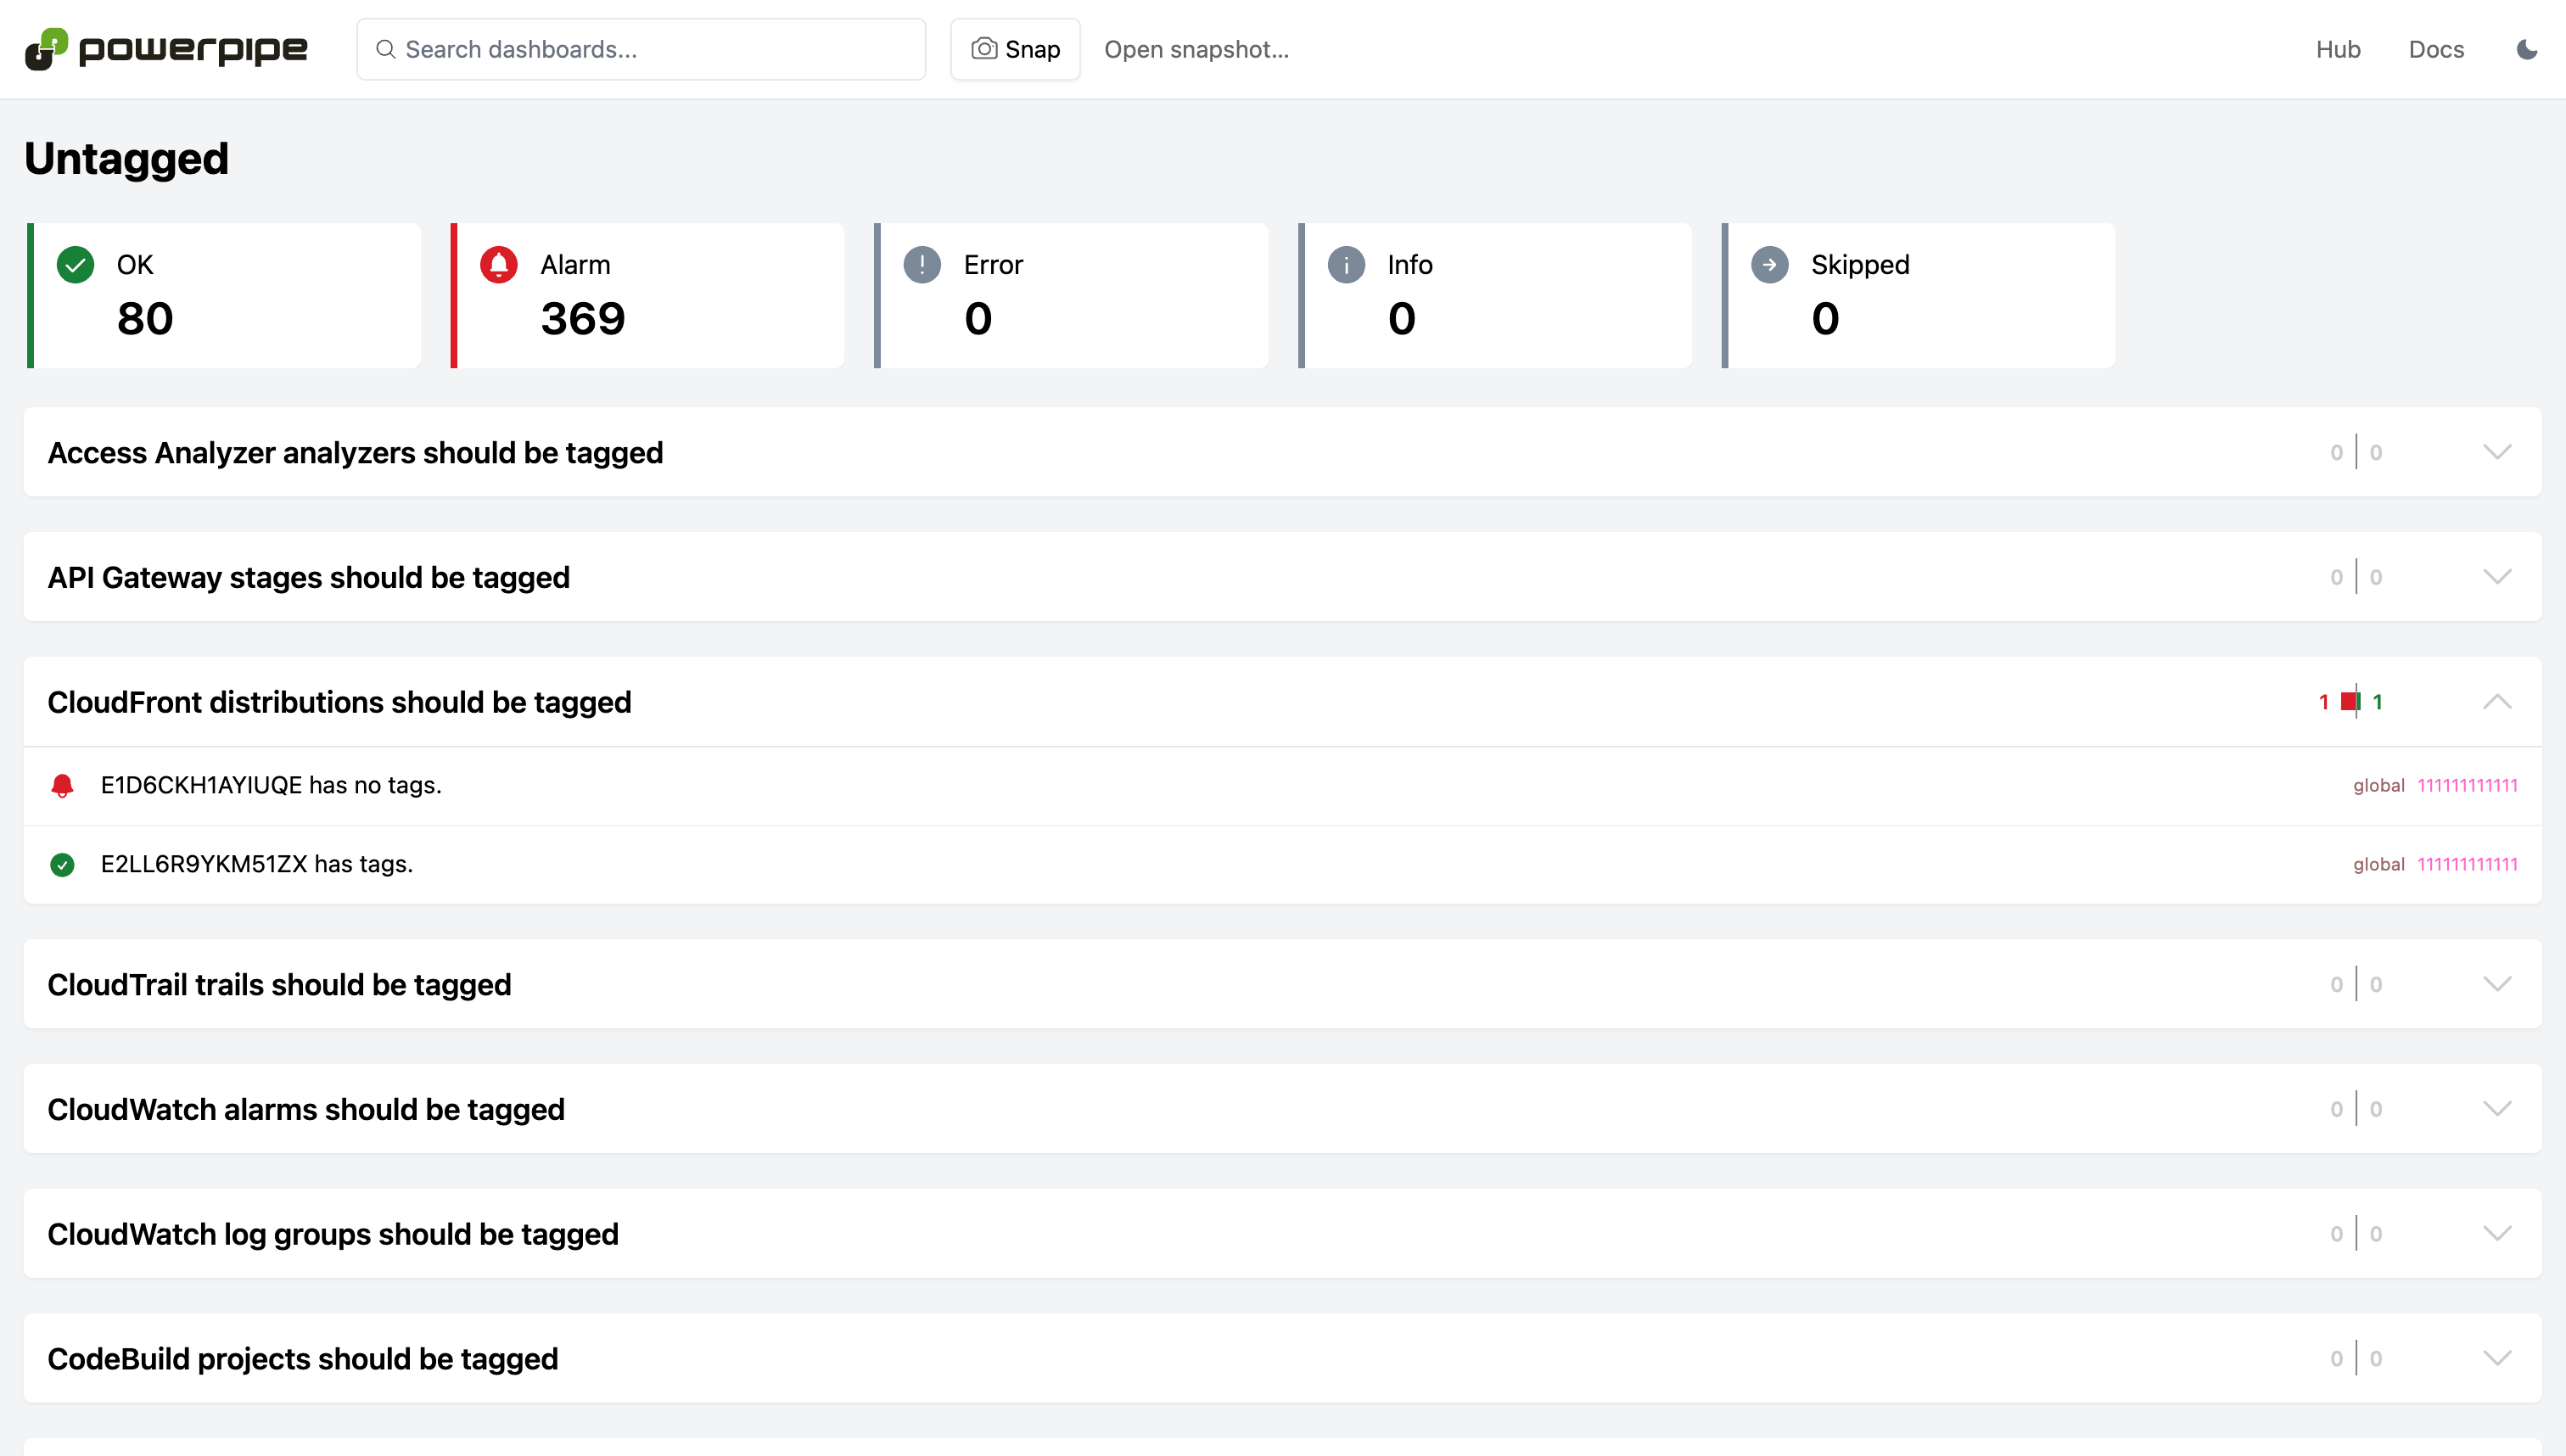 powerpipe
Search dashboards...
Snap
Open snapshot...
Hub
Docs
Untagged
OK
80
Alarm
369
Error
0
Info
0
Skipped
0
Access Analyzer analyzers should be tagged
0 0
API Gateway stages should be tagged
0 0
CloudFront distributions should be tagged
1 1
E1D6CKH1AYIUQE has no tags.
global 111111111111
E2LL6R9YKM51ZX has tags.
global 111111111111
CloudTrail trails should be tagged
0 0
CloudWatch alarms should be tagged
0 0
CloudWatch log groups should be tagged
0 0
CodeBuild projects should be tagged
0 0